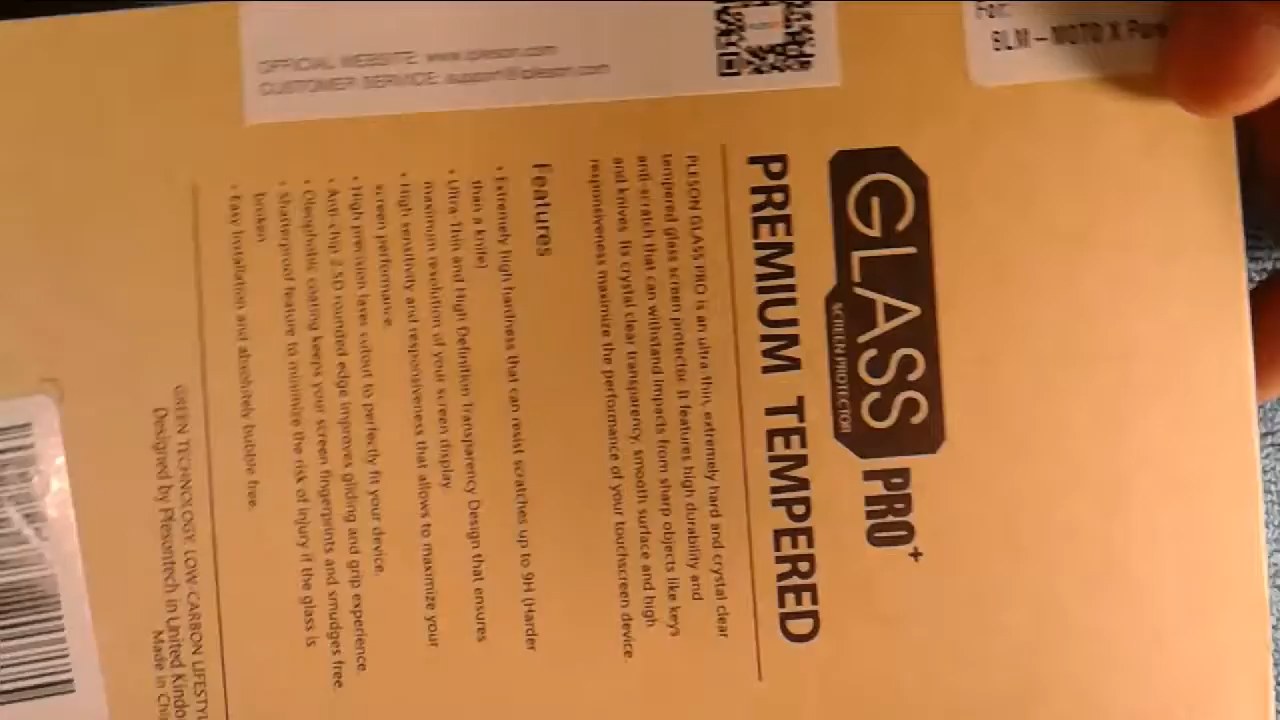 For:
SLM-MOTO X Pure
OFFICIAL WEBSITE: www.ipleson.com
CUSTOMER SERVICE: support@ipleson.com
GLASS PRO+
SCREEN PROTECTOR
PREMIUM TEMPERED
PLESON GLASS PRO is an ultra-thin, extremely hard and crystal clear
tempered glass screen protector. It features high durability and
anti-scratch that can withstand impacts from sharp objects like keys
and knives. Its crystal clear transparency, smooth surface and high
responsiveness maximize the performance of your touchscreen device.
Features
• Extremely high hardness that can resist scratches up to 9H (Harder
than a knife)
• Ultra Thin and High Definition Transparency Design that ensures
maximum resolution of your screen display.
• High sensitivity and responsiveness that allows to maximize your
screen performance.
• High precision laser cutout to perfectly fit your device.
• Anti-chip 2.5D rounded edge improves gliding and grip experience.
• Oleophobic coating keeps your screen fingerprints and smudges free.
• Shatterproof feature to minimize the risk of injury if the glass is
broken
• Easy Installation and absolutely bubble free.
GREEN TECHNOLOGY, LOW CARBON LIFESTYL
Designed by Plesontech in United Kingdo
Made in Chi